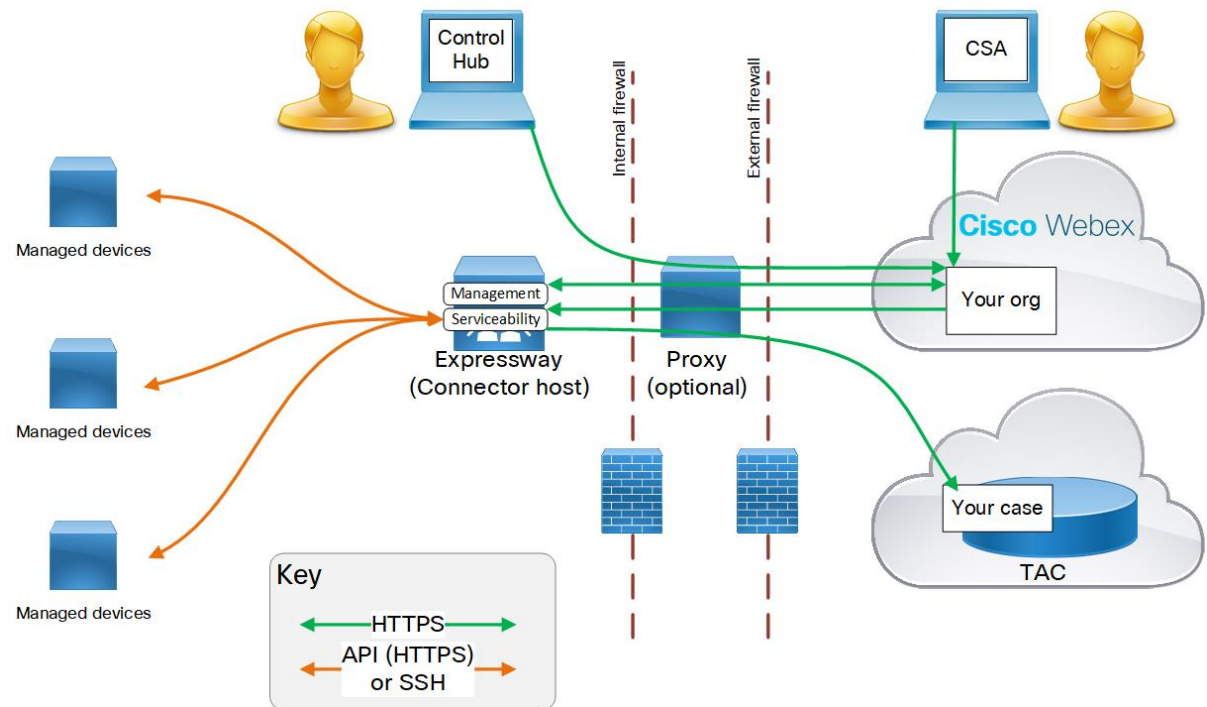 Control
Hub
CSA
Internal firewall
External firewall
Managed devices
Cisco Webex
Your org
Management
Serviceability
Expressway
(Connector host)
Proxy
(optional)
Managed devices
Your case
TAC
Managed devices
Key
HTTPS
API (HTTPS)
or SSH